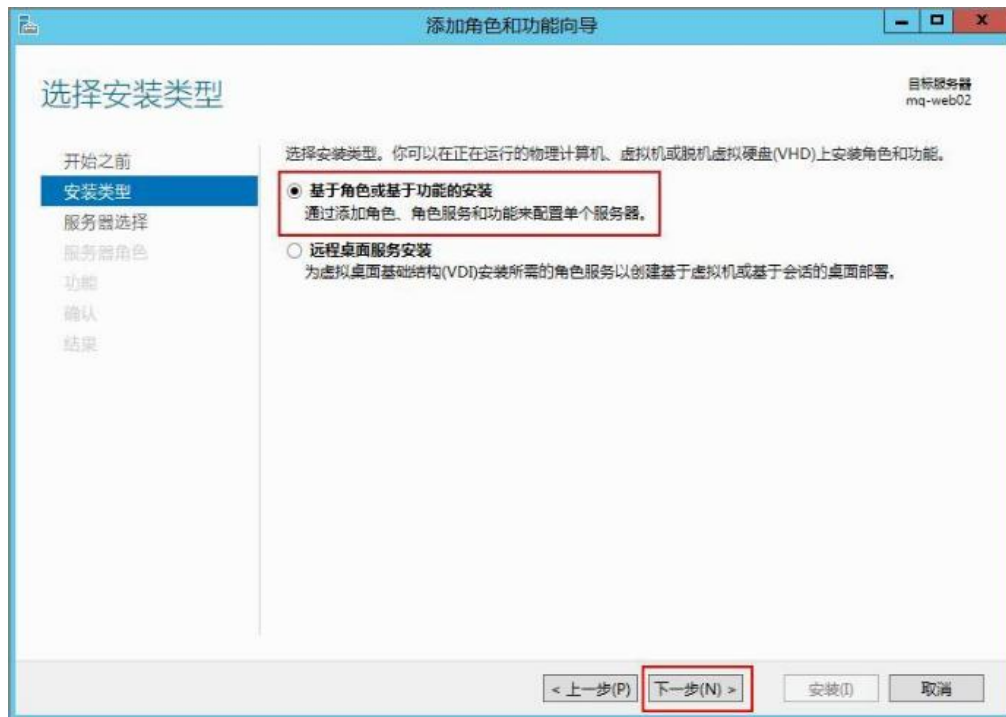 添加角色和功能向导
选择安装类型
目标服务器
mq-web02
开始之前
安装类型
服务器选择
服务器角色
功能
确认
结果
选择安装类型。你可以在正在运行的物理计算机、虚拟机或脱机虚拟硬盘(VHD)上安装角色和功能。
基于角色或基于功能的安装
通过添加角色、角色服务和功能来配置单个服务器。
远程桌面服务安装
为虚拟桌面基础结构(VDI)安装所需的角色服务以创建基于虚拟机或基于会话的桌面部署。
< 上一步(P)
下一步(N) >
安装(I)
取消